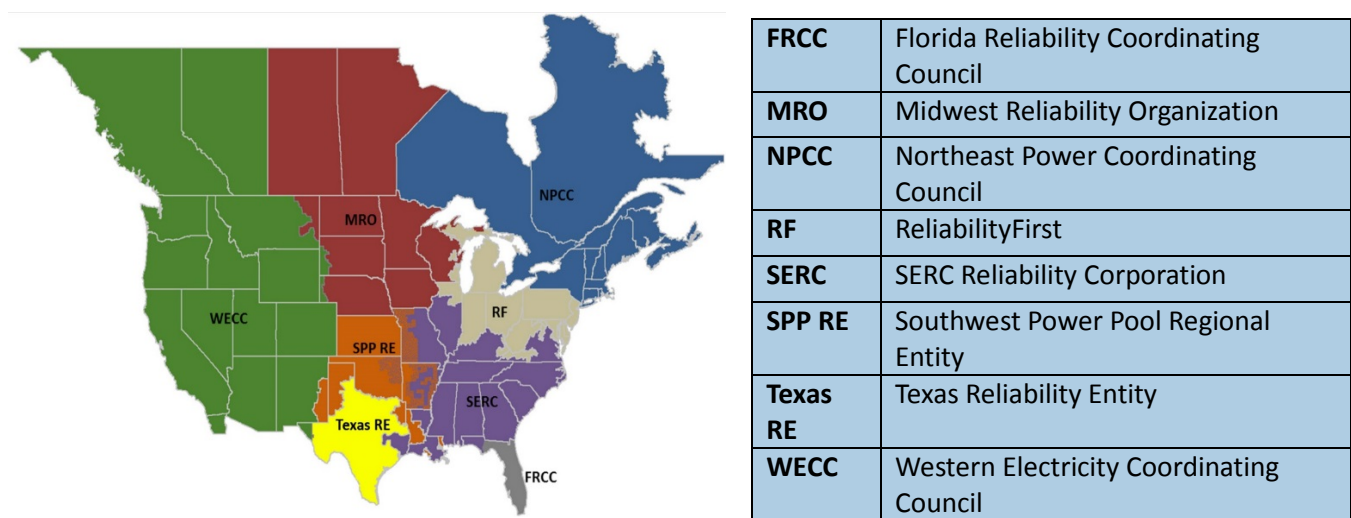 NPCC
MRO
WECC
RF
SPP RE
SERC
Texas RE
FRCC
FRCC Florida Reliability Coordinating
Council
MRO Midwest Reliability Organization
NPCC Northeast Power Coordinating
Council
RF ReliabilityFirst
SERC SERC Reliability Corporation
SPP RE Southwest Power Pool Regional
Entity
Texas Texas Reliability Entity
RE
WECC Western Electricity Coordinating
Council